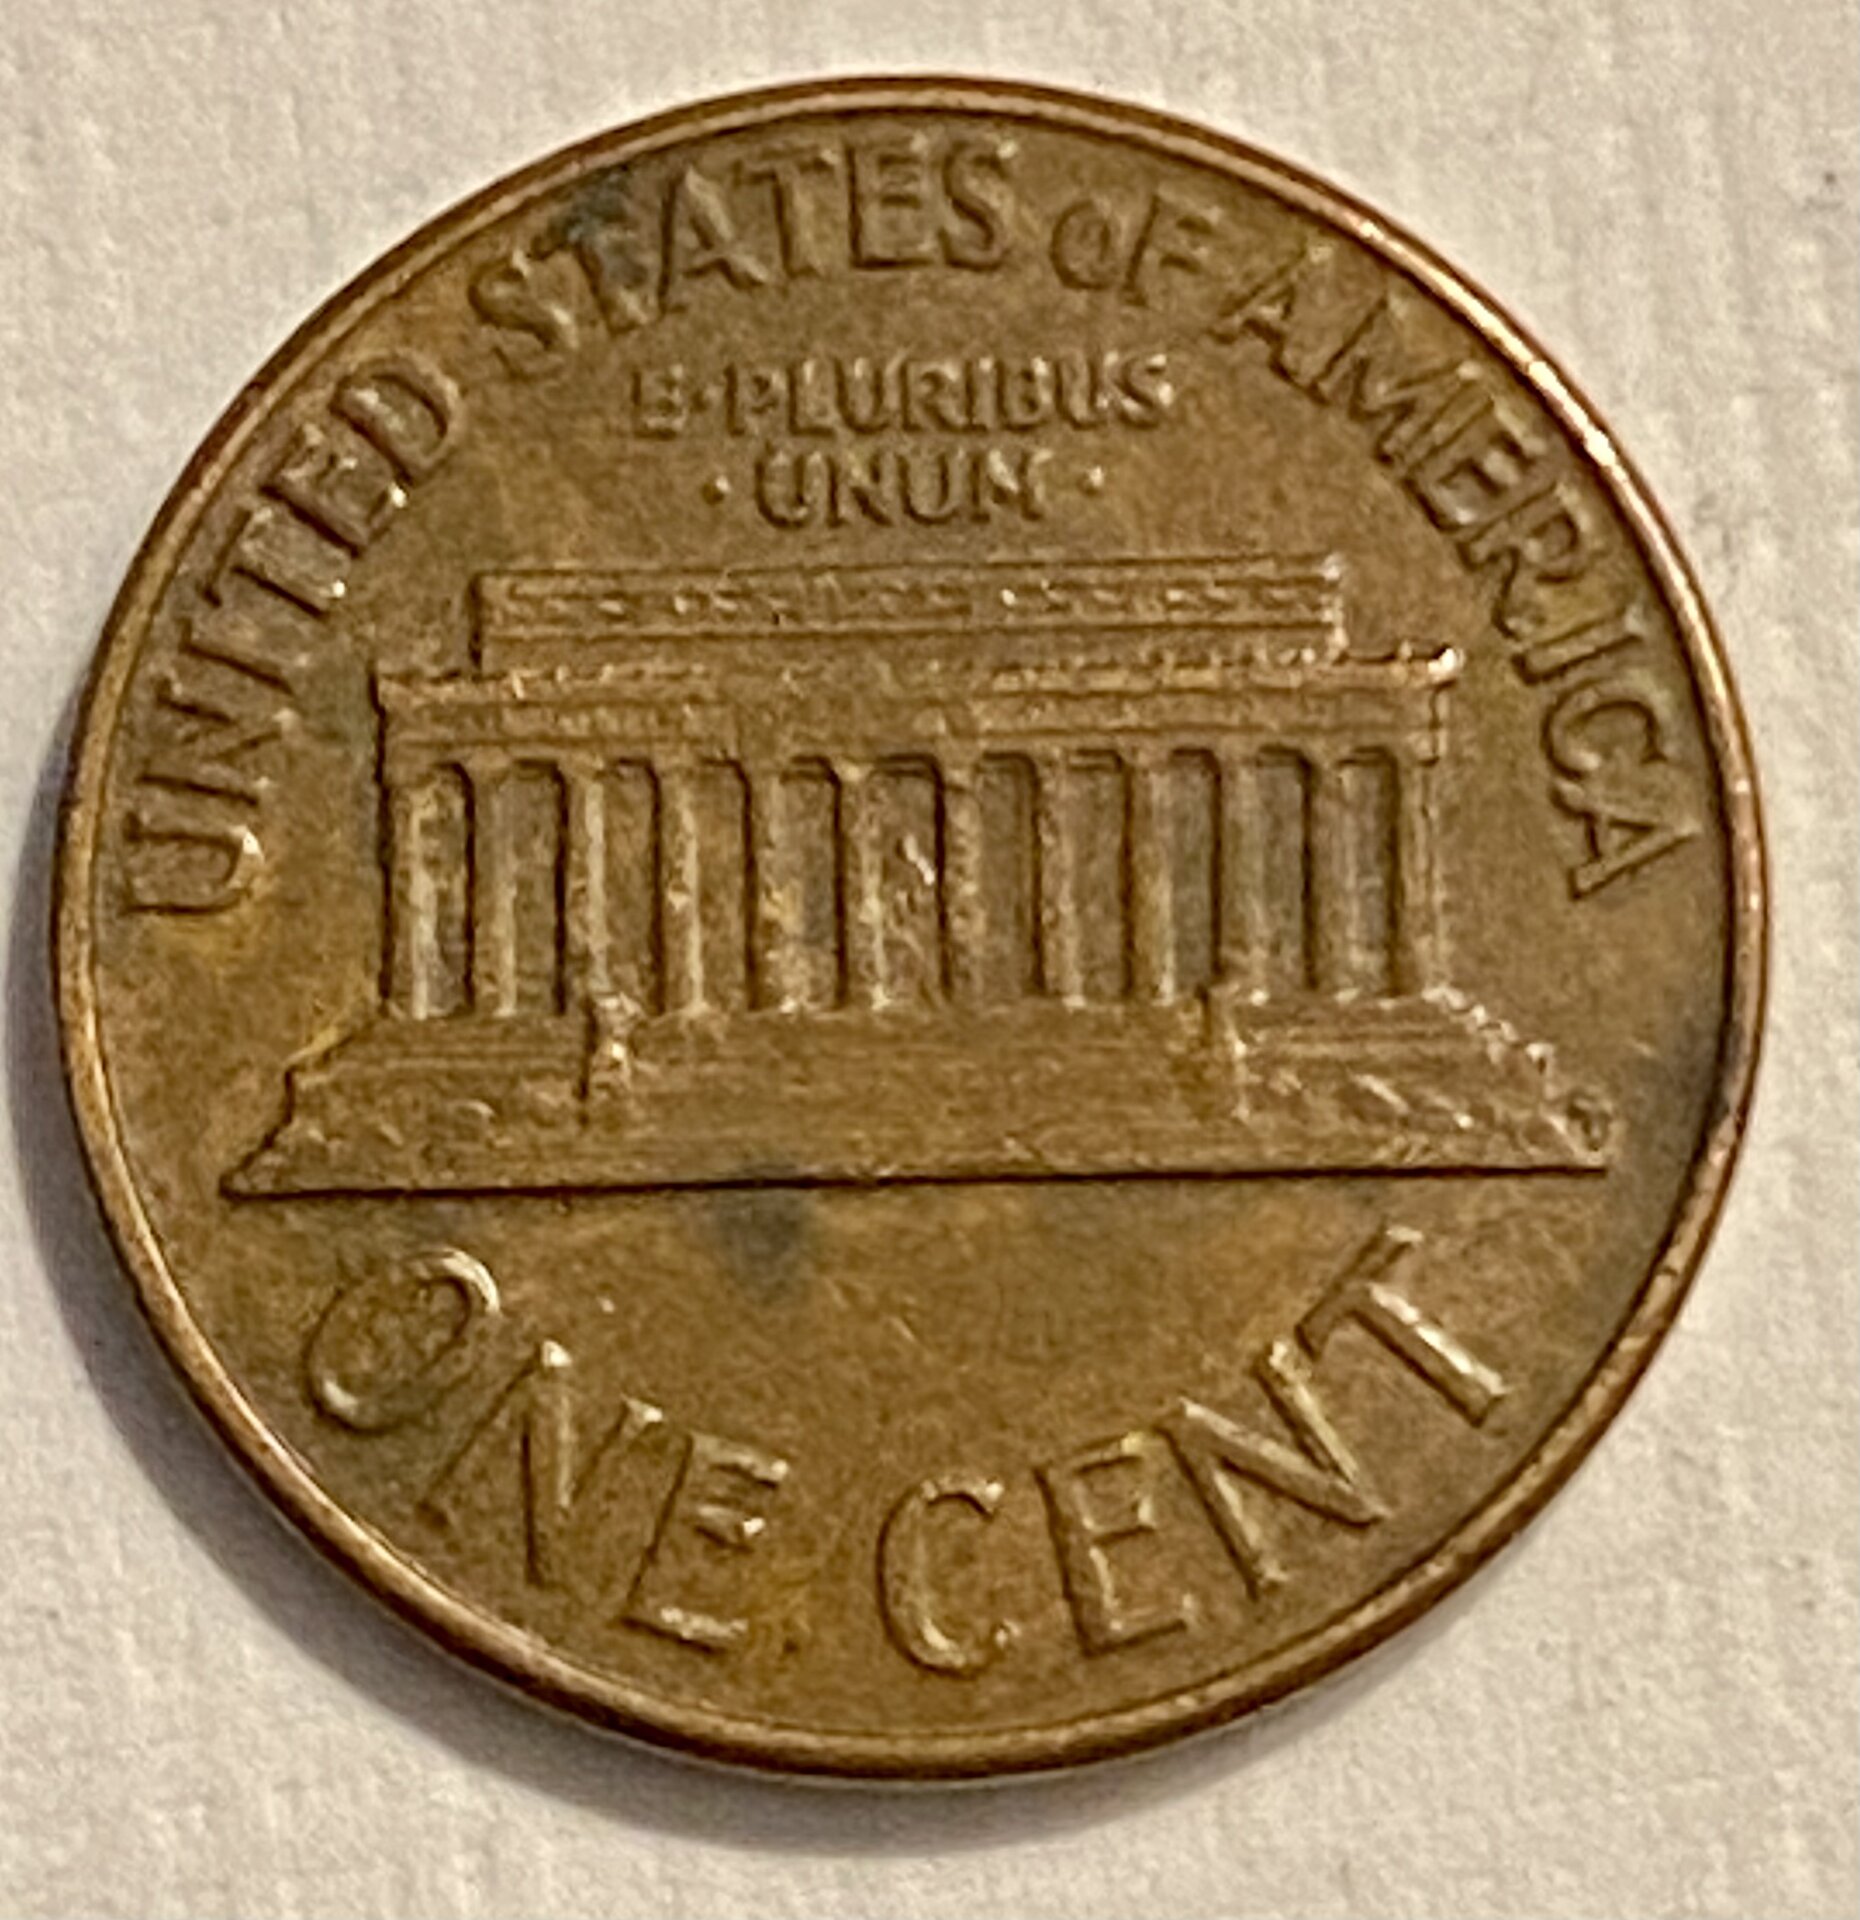 UNITED STATES OF AMERICA
E·PLURIBUS
·UNUM·
ONE CENT